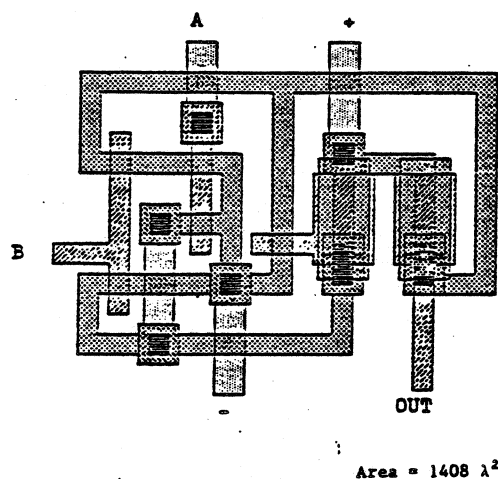 A +
B
-
OUT
Area = 1408 λ²